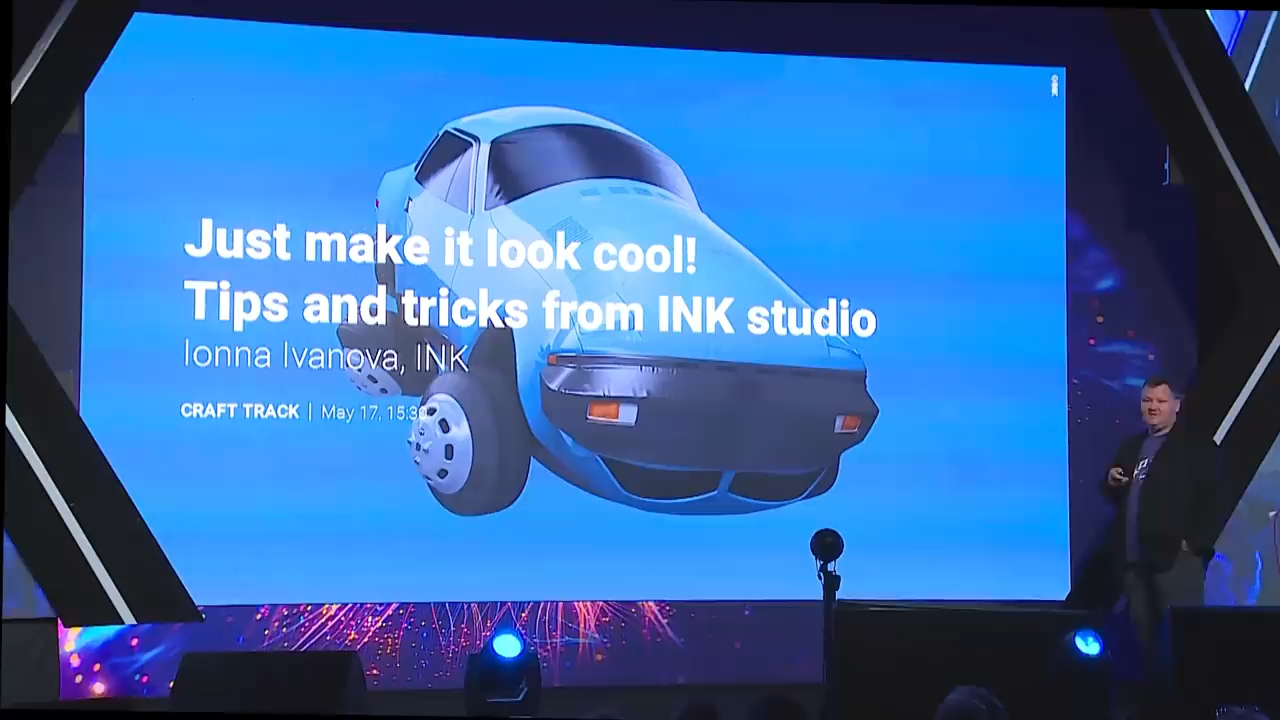 Just make it look cool!
Tips and tricks from INK studio
Ionna Ivanova, INK
CRAFT TRACK | May 17, 15:30